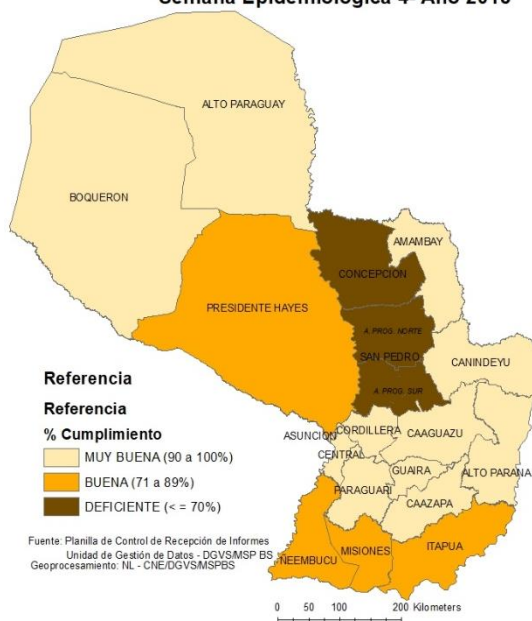 Semana Epidemiológica 4- Año 2016
ALTO PARAGUAY
BOQUERON
AMAMBAY
CONCEPCION
PRESIDENTE HAYES
A. PROG. NORTE
SAN PEDRO
CANINDEYU
A. PROG. SUR
Referencia
Referencia
% Cumplimiento
MUY BUENA (90 a 100%)
BUENA (71 a 89%)
DEFICIENTE (< = 70%)
ASUNCION
CORDILLERA
CAAGUAZU
CENTRAL
GUAIRA
ALTO PARANA
PARAGUARI
CAAZAPA
ÑEEMBUCU
MISIONES
ITAPUA
Fuente: Planilla de Control de Recepción de Informes
Unidad de Gestión de Datos - DGVS/MSP BS
Geoprocesamiento: NL - CNE/DGVS/MSPBS
0 50 100 200 Kilometers